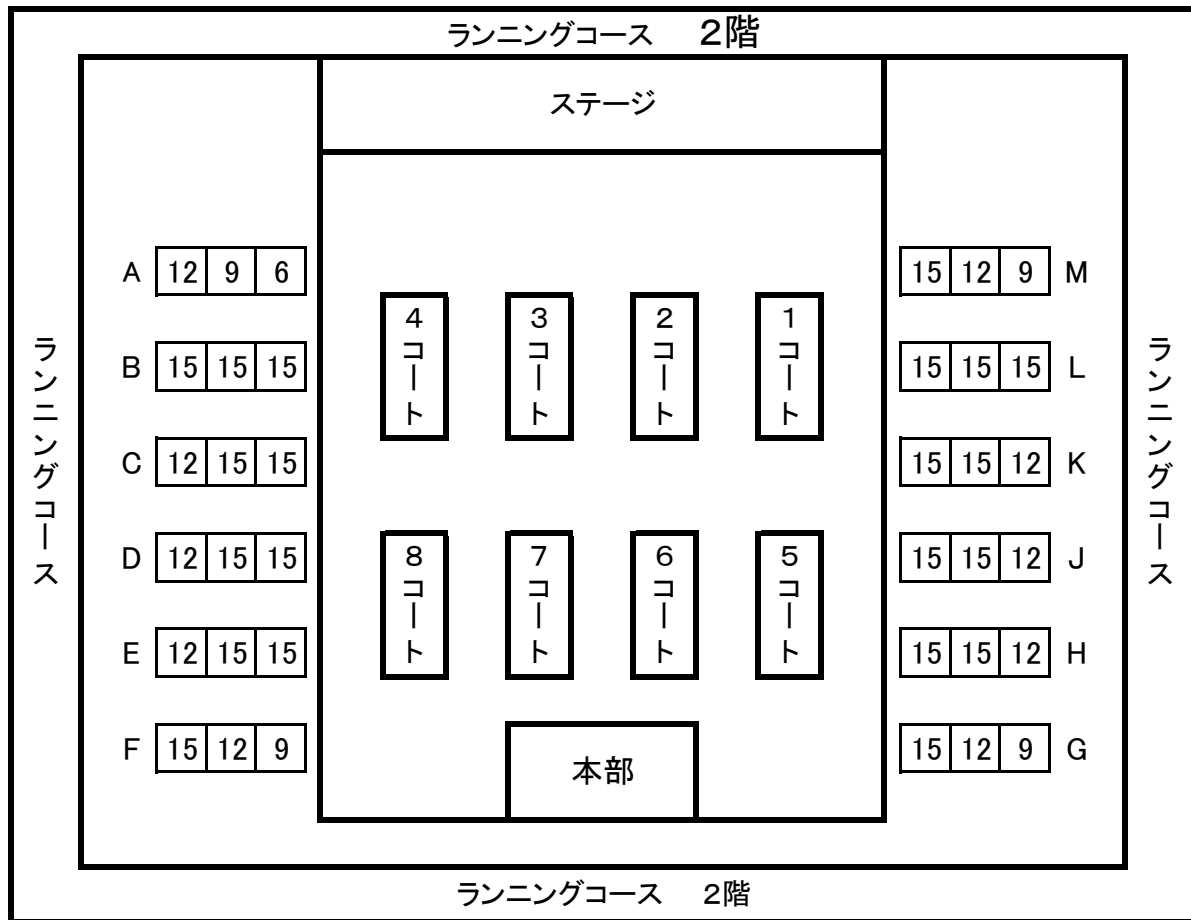 ランニングコース　２階
ステージ
A 12 9 6
15 12 9 M
B 15 15 15
15 15 15 L
C 12 15 15
15 15 12 K
D 12 15 15
15 15 12 J
E 12 15 15
15 15 12 H
F 15 12 9
15 12 9 G
４コート
３コート
２コート
１コート
８コート
７コート
６コート
５コート
本部
ランニングコース
ランニングコース
ランニングコース　２階